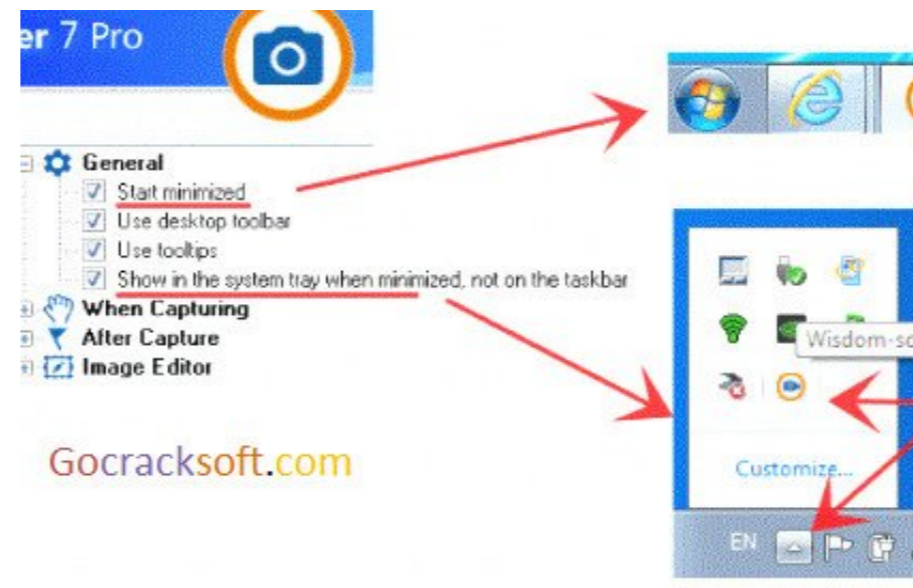 er 7 Pro
General
Start minimized
Use desktop toolbar
Use tooltips
Show in the system tray when minimized, not on the taskbar
When Capturing
After Capture
Image Editor
Gocracksoft.com
Wisdom-so
Customize...
EN